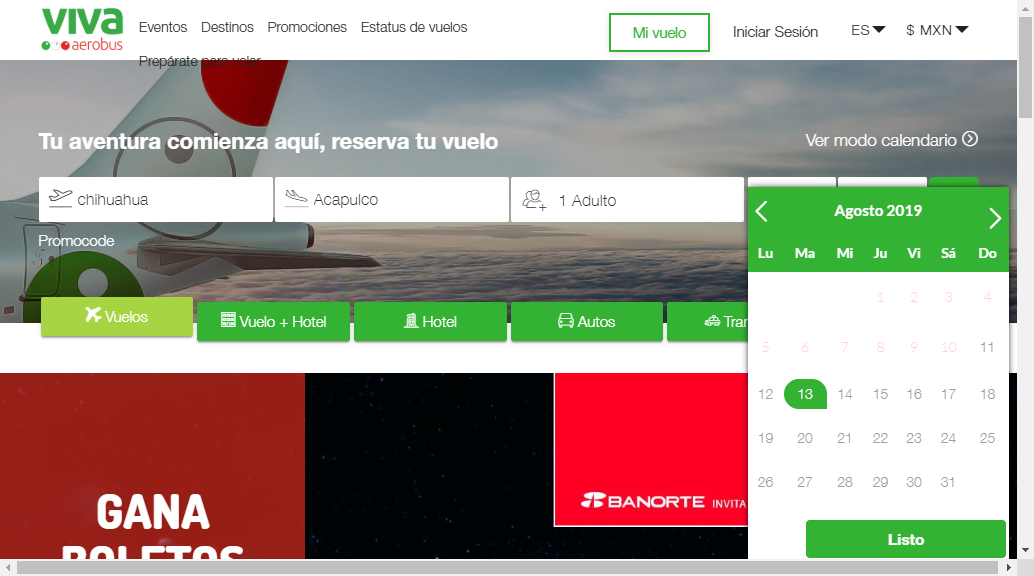 viva
aerobus
Eventos Destinos Promociones Estatus de vuelos
Prepárate para volar
Mi vuelo
Iniciar Sesión
ES
$ MXN
Tu aventura comienza aquí, reserva tu vuelo
Ver modo calendario
chihuahua
Acapulco
1 Adulto
Promocode
Vuelos
Vuelo + Hotel
Hotel
Autos
Agosto 2019
Lu Ma Mi Ju Vi Sá Do
1 2 3 4
5 6 7 8 9 10 11
12 13 14 15 16 17 18
19 20 21 22 23 24 25
26 27 28 29 30 31
Listo
GANA
BOLETOS
BANORTE INVITA